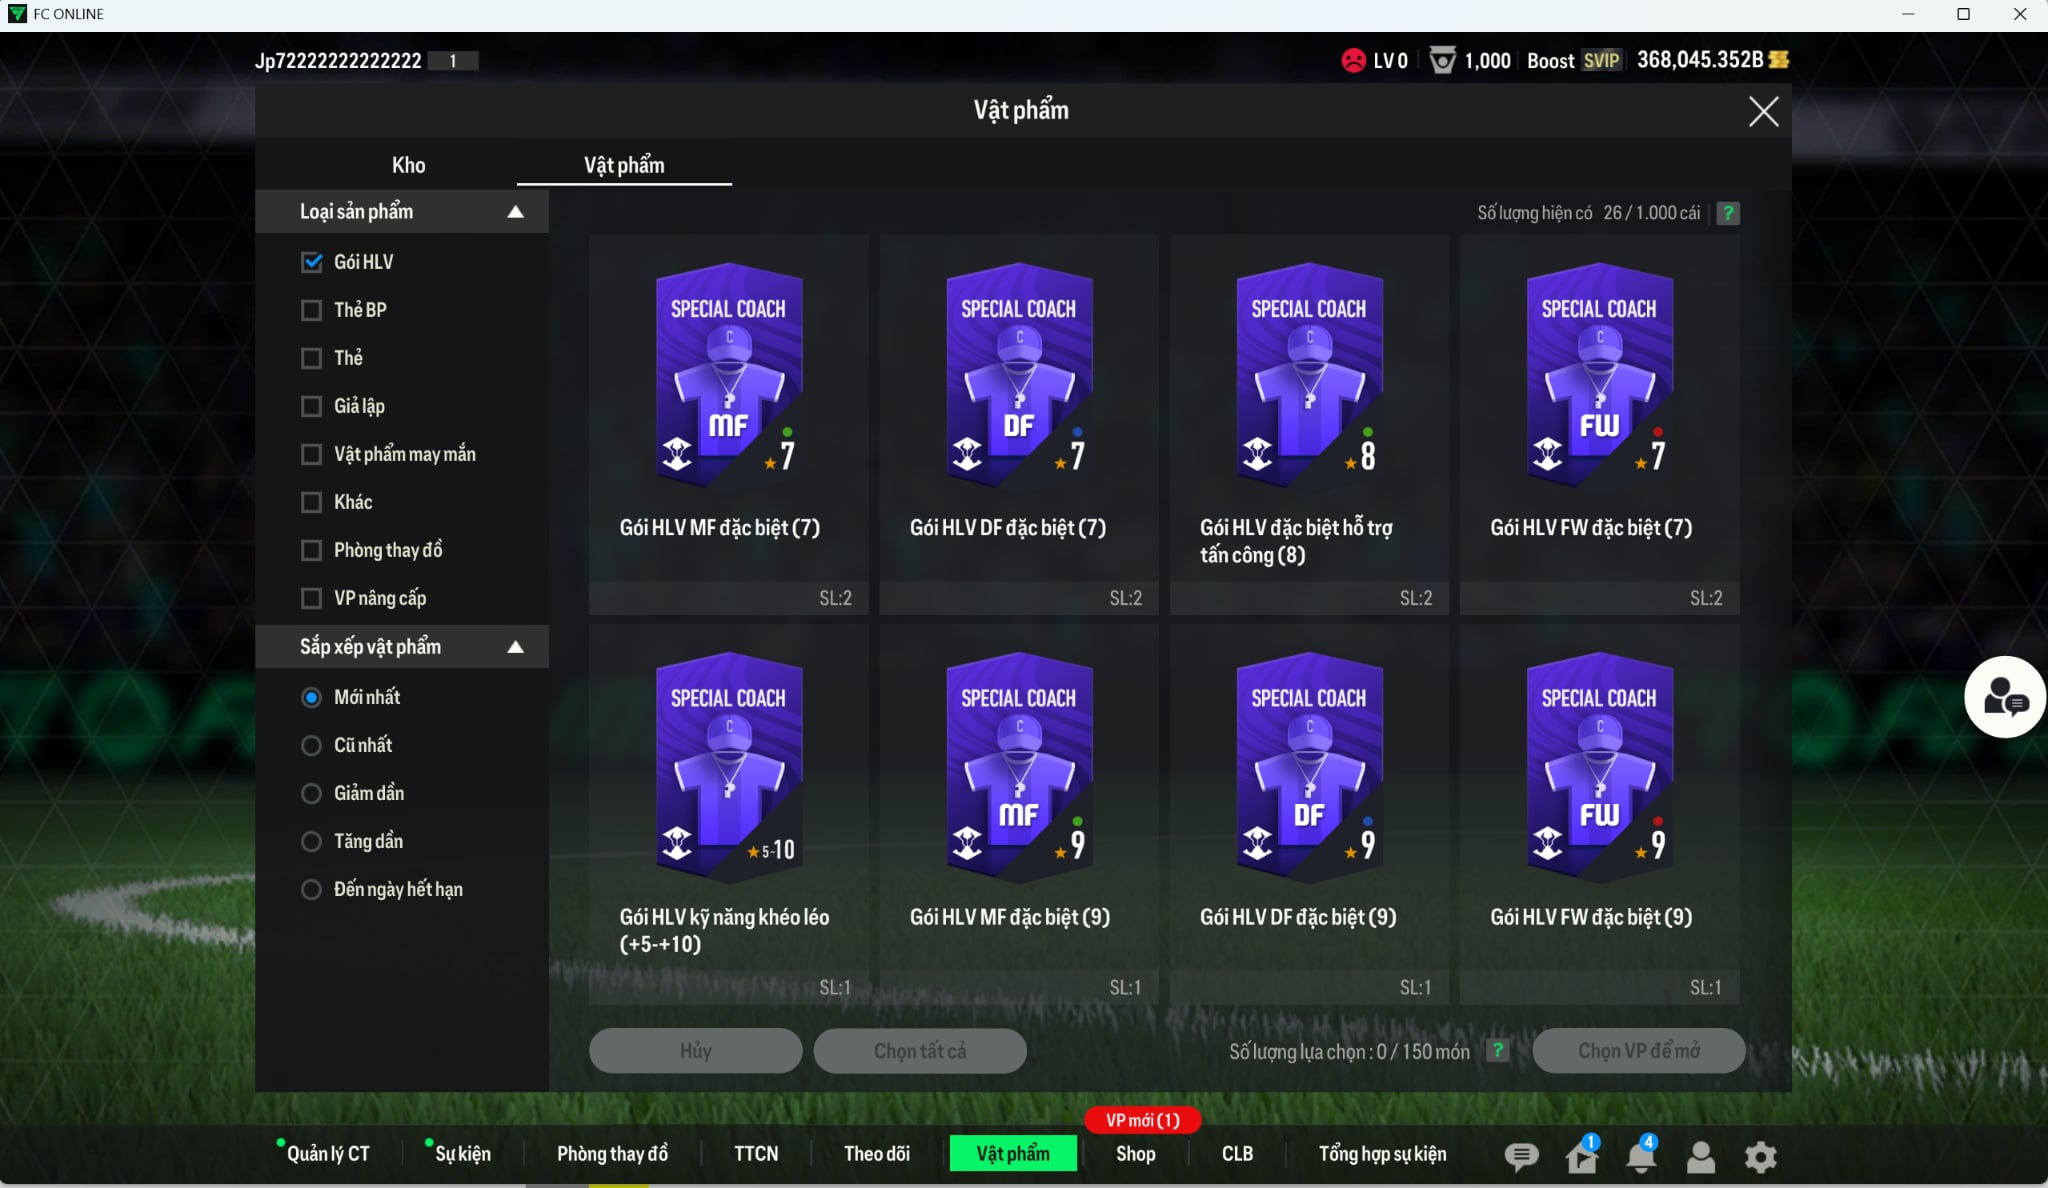 FC ONLINE
Jp72222222222222 1
LV 0 1,000 Boost SVIP 368,045.352B
Vật phẩm
Kho Vật phẩm
Loại sản phẩm
Số lượng hiện có 26 / 1.000 cái ?
Gói HLV
Thẻ BP
Thẻ
Giả lập
Vật phẩm may mắn
Khác
Phòng thay đồ
VP nâng cấp
Sắp xếp vật phẩm
Mới nhất
Cũ nhất
Giảm dần
Tăng dần
Đến ngày hết hạn
SPECIAL COACH
C
MF
7
Gói HLV MF đặc biệt (7)
SL:2
SPECIAL COACH
C
DF
7
Gói HLV DF đặc biệt (7)
SL:2
SPECIAL COACH
C
8
Gói HLV đặc biệt hỗ trợ
tấn công (8)
SL:2
SPECIAL COACH
C
FW
7
Gói HLV FW đặc biệt (7)
SL:2
SPECIAL COACH
C
5-10
Gói HLV kỹ năng khéo léo
(+5-+10)
SL:1
SPECIAL COACH
C
MF
9
Gói HLV MF đặc biệt (9)
SL:1
SPECIAL COACH
C
DF
9
Gói HLV DF đặc biệt (9)
SL:1
SPECIAL COACH
C
FW
9
Gói HLV FW đặc biệt (9)
SL:1
Hủy Chọn tất cả Số lượng lựa chọn : 0 / 150 món ? Chọn VP để mở
VP mới (1)
Quản lý CT Sự kiện Phòng thay đồ TTCN Theo dõi Vật phẩm Shop CLB Tổng hợp sự kiện 1 4